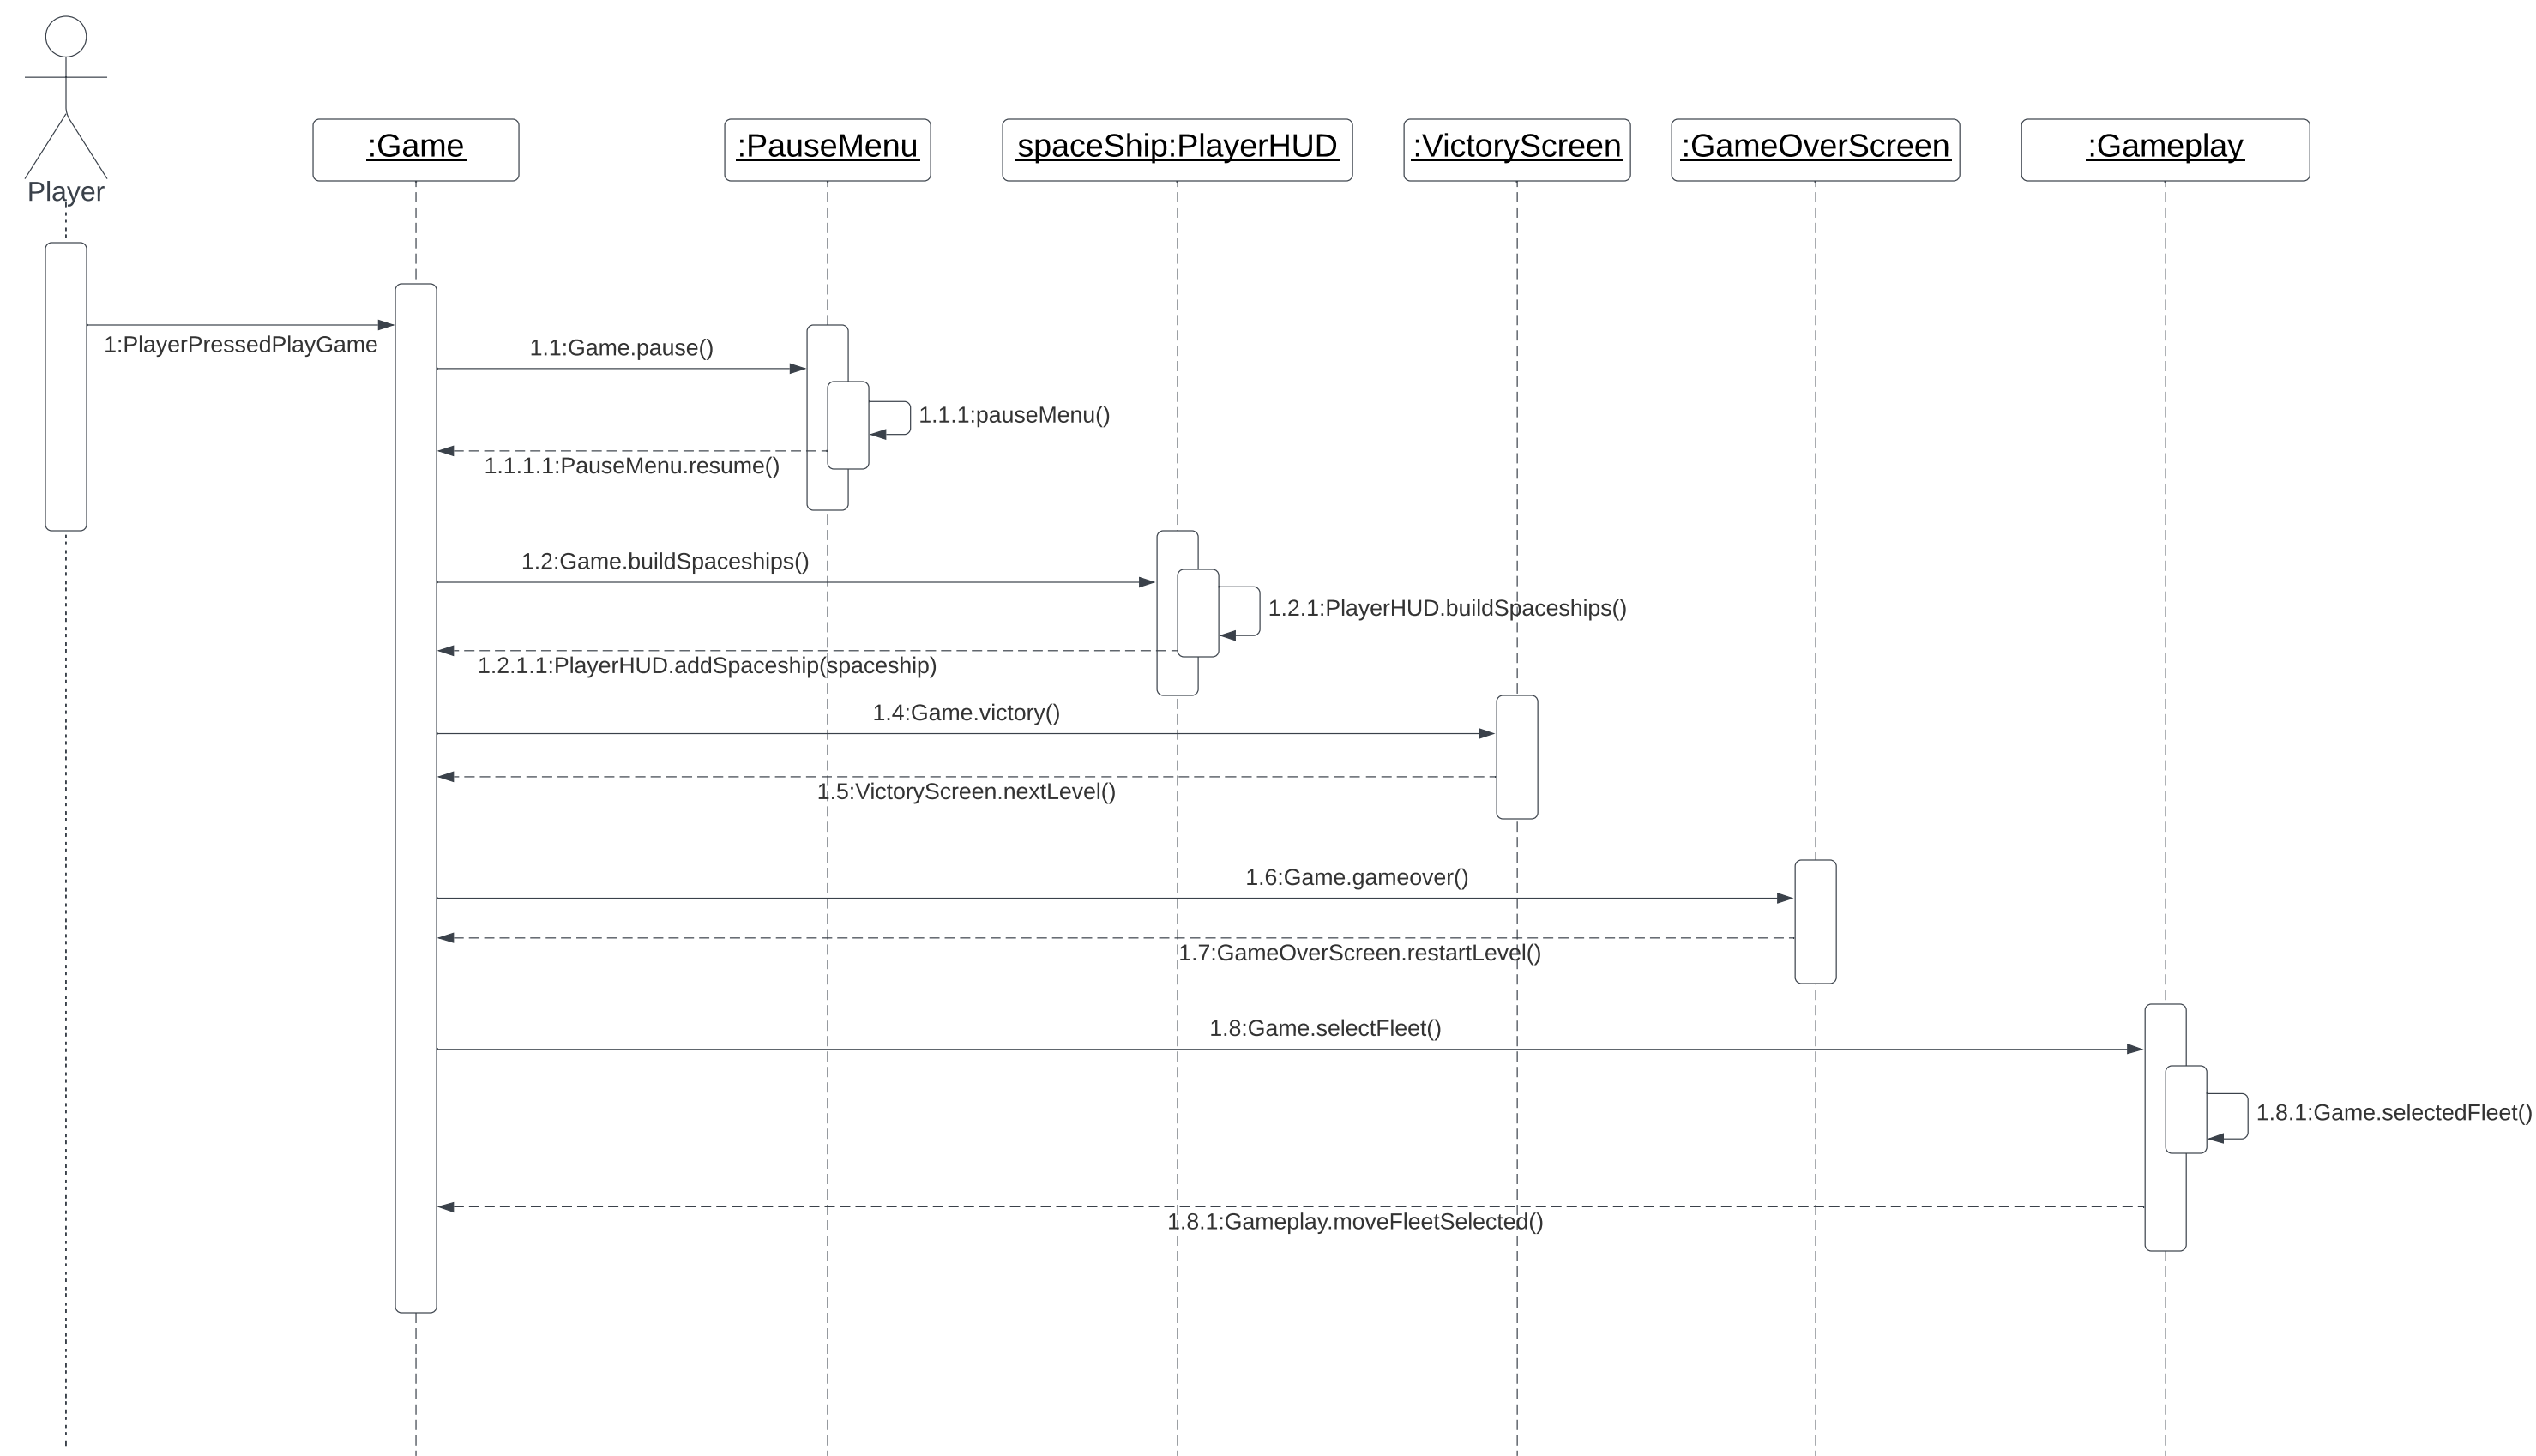 Player
:Game
:PauseMenu
spaceShip:PlayerHUD
:VictoryScreen
:GameOverScreen
:Gameplay
1:PlayerPressedPlayGame
1.1:Game.pause()
1.1.1:pauseMenu()
1.1.1.1:PauseMenu.resume()
1.2:Game.buildSpaceships()
1.2.1:PlayerHUD.buildSpaceships()
1.2.1.1:PlayerHUD.addSpaceship(spaceship)
1.4:Game.victory()
1.5:VictoryScreen.nextLevel()
1.6:Game.gameover()
1.7:GameOverScreen.restartLevel()
1.8:Game.selectFleet()
1.8.1:Game.selectedFleet()
1.8.1:Gameplay.moveFleetSelected()